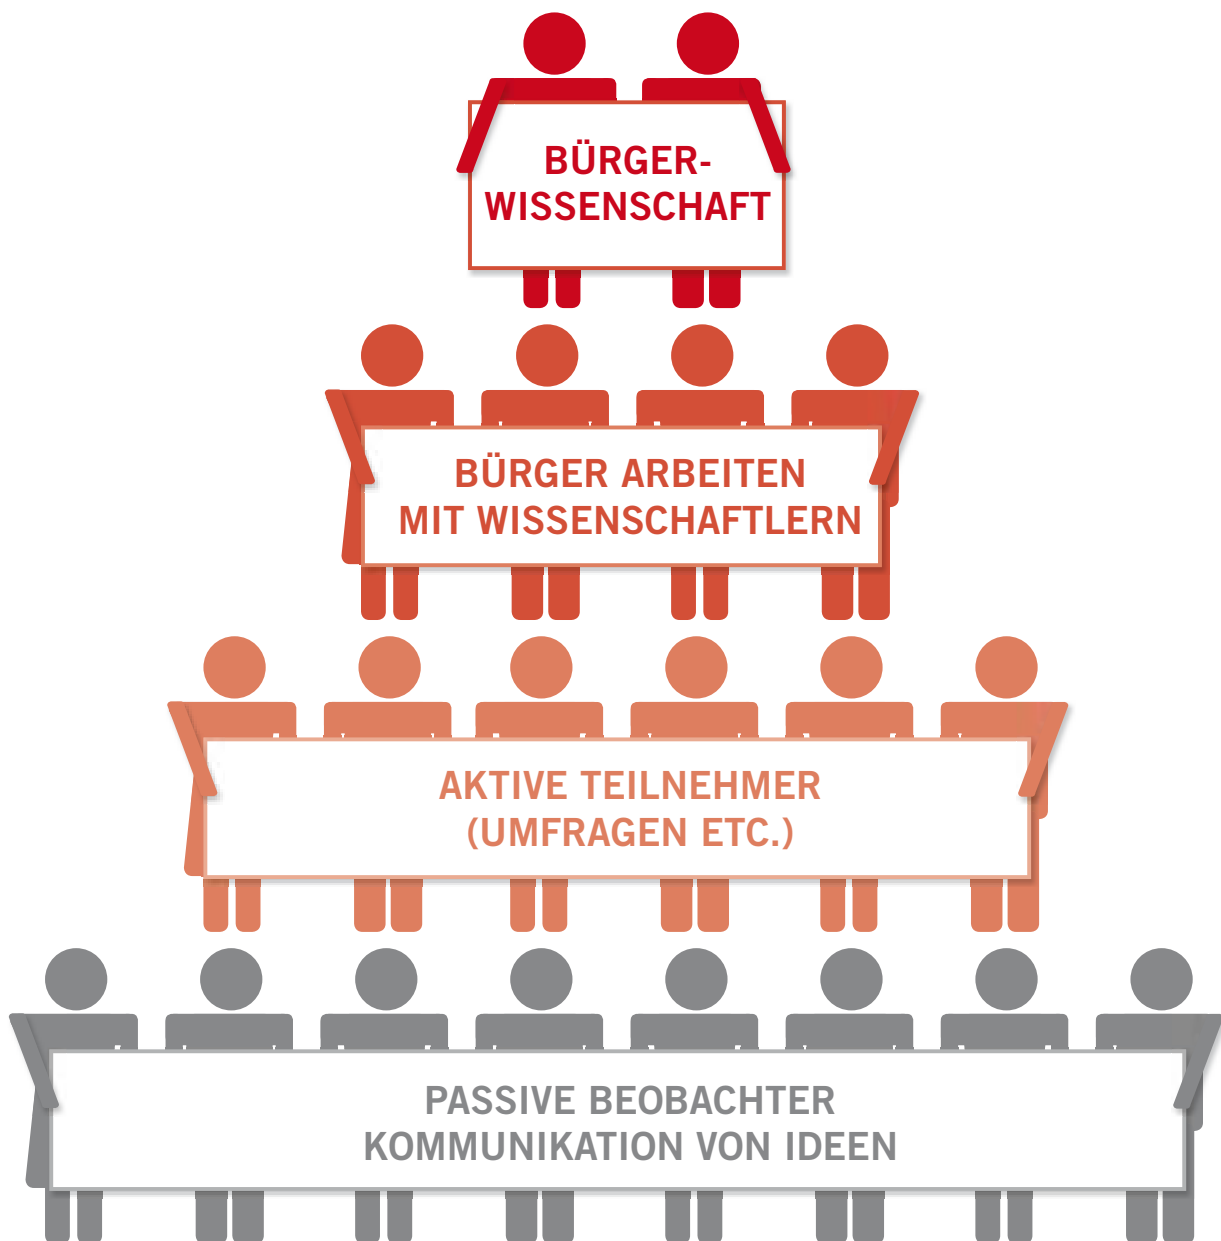 BÜRGER-
WISSENSCHAFT
BÜRGER ARBEITEN
MIT WISSENSCHAFTLERN
AKTIVE TEILNEHMER
(UMFRAGEN ETC.)
PASSIVE BEOBACHTER
KOMMUNIKATION VON IDEEN